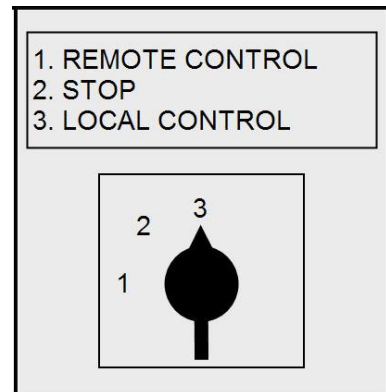 1. REMOTE CONTROL
2. STOP
3. LOCAL CONTROL
3
2
1